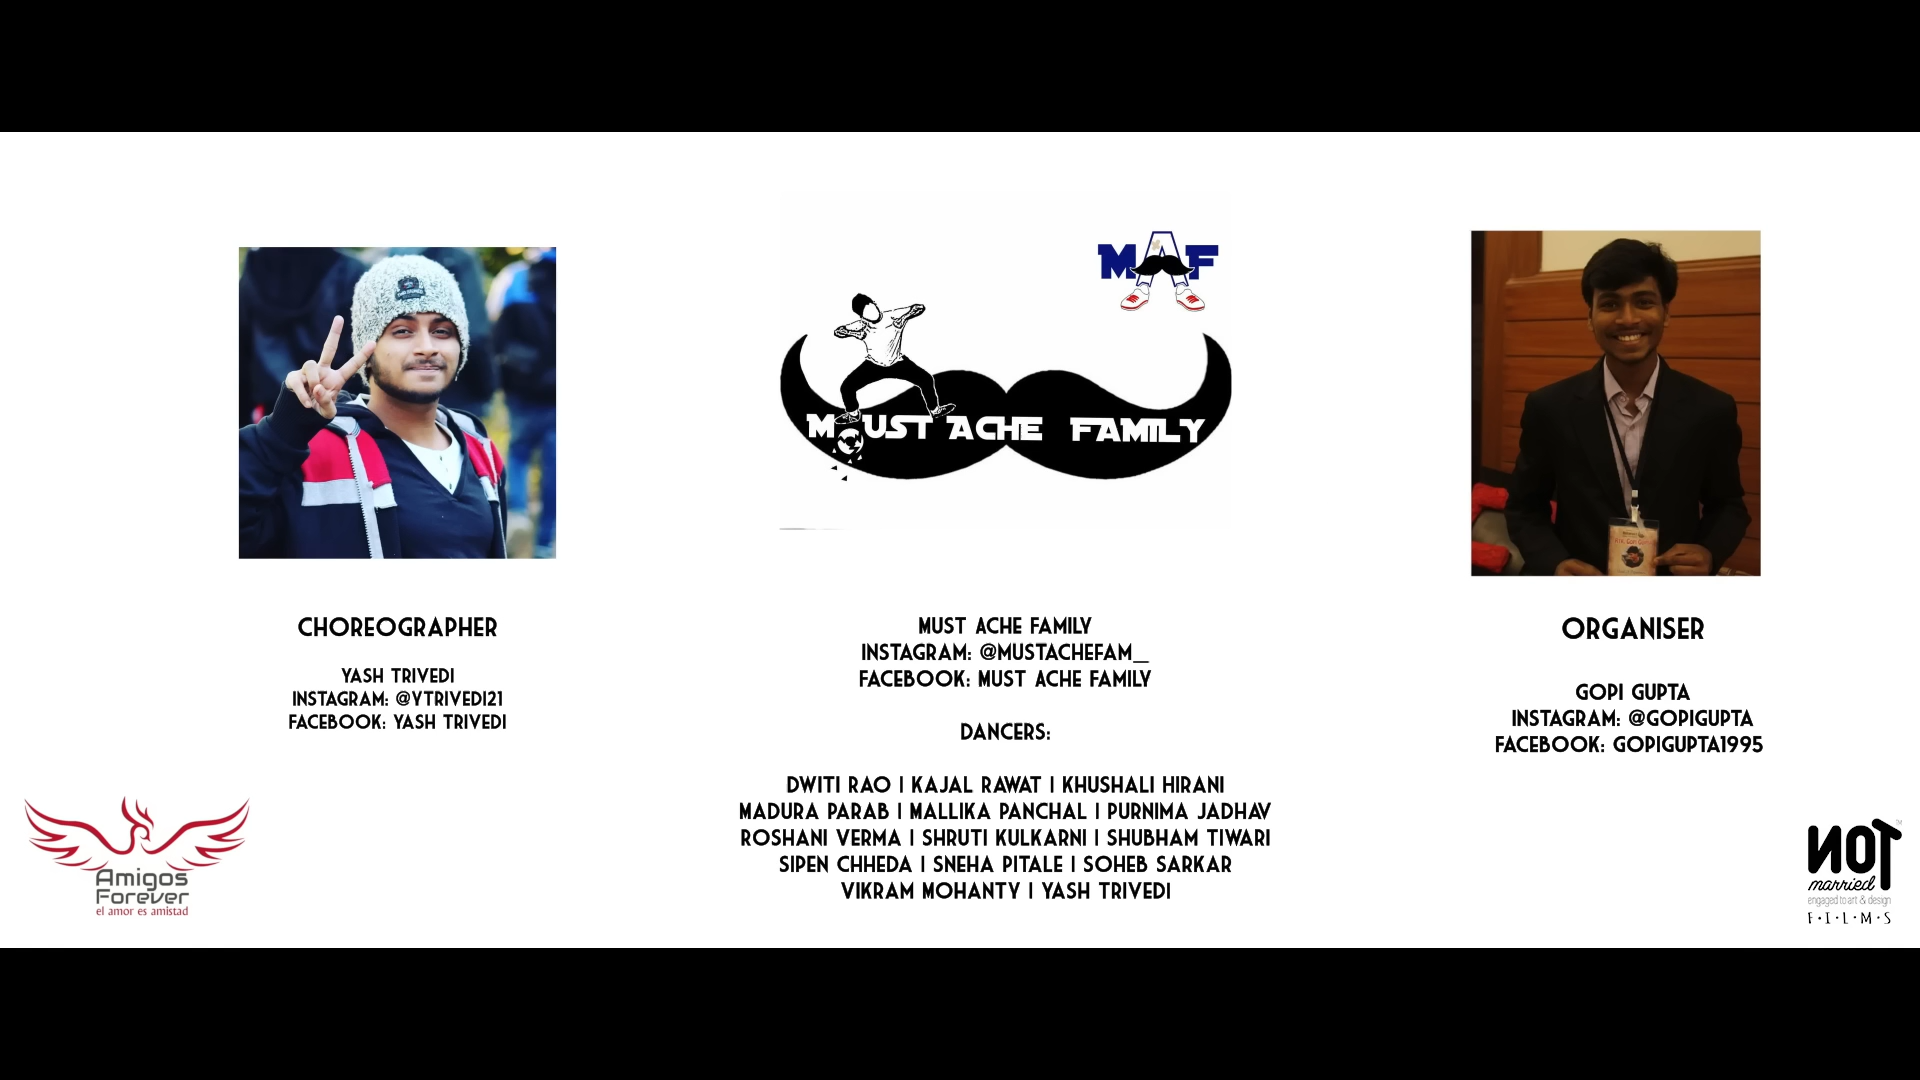 MAF
MUST ACHE FAMILY
CHOREOGRAPHER
YASH TRIVEDI
INSTAGRAM: @YTRIVEDI21
FACEBOOK: YASH TRIVEDI
MUST ACHE FAMILY
INSTAGRAM: @MUSTACHEFAM_
FACEBOOK: MUST ACHE FAMILY
DANCERS:
DWITI RAO | KAJAL RAWAT | KHUSHALI HIRANI
MADURA PARAB | MALLIKA PANCHAL | PURNIMA JADHAV
ROSHANI VERMA | SHRUTI KULKARNI | SHUBHAM TIWARI
SIPEN CHHEDA | SNEHA PITALE | SOHEB SARKAR
VIKRAM MOHANTY | YASH TRIVEDI
ORGANISER
GOPI GUPTA
INSTAGRAM: @GOPIGUPTA
FACEBOOK: GOPIGUPTA1995
Amigos
Forever
el amor es amistad
NOT™
married
engaged to art & design
F·I·L·M·S